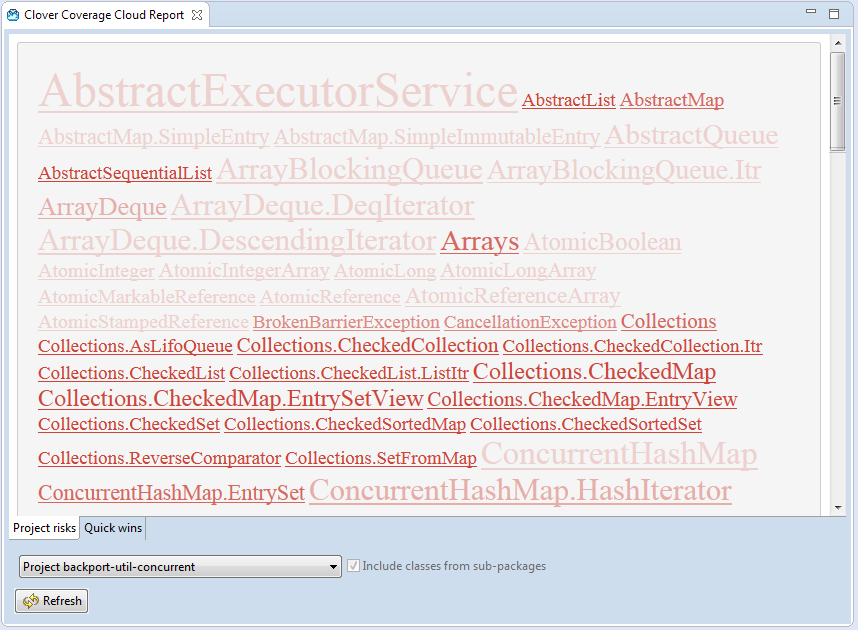 Clover Coverage Cloud Report
AbstractExecutorService AbstractList AbstractMap
AbstractMap.SimpleEntry AbstractMap.SimpleImmutableEntry AbstractQueue
AbstractSequentialList ArrayBlockingQueue ArrayBlockingQueue.Itr
ArrayDeque ArrayDeque.DeqIterator
ArrayDeque.DescendingIterator Arrays AtomicBoolean
AtomicInteger AtomicIntegerArray AtomicLong AtomicLongArray
AtomicMarkableReference AtomicReference AtomicReferenceArray
AtomicStampedReference BrokenBarrierException CancellationException Collections
Collections.AsLifoQueue Collections.CheckedCollection Collections.CheckedCollection.Itr
Collections.CheckedList Collections.CheckedList.ListItr Collections.CheckedMap
Collections.CheckedMap.EntrySetView Collections.CheckedMap.EntryView
Collections.CheckedSet Collections.CheckedSortedMap Collections.CheckedSortedSet
Collections.ReverseComparator Collections.SetFromMap ConcurrentHashMap
ConcurrentHashMap.EntrySet ConcurrentHashMap.HashIterator
Project risks Quick wins
Project backport-util-concurrent Include classes from sub-packages
Refresh